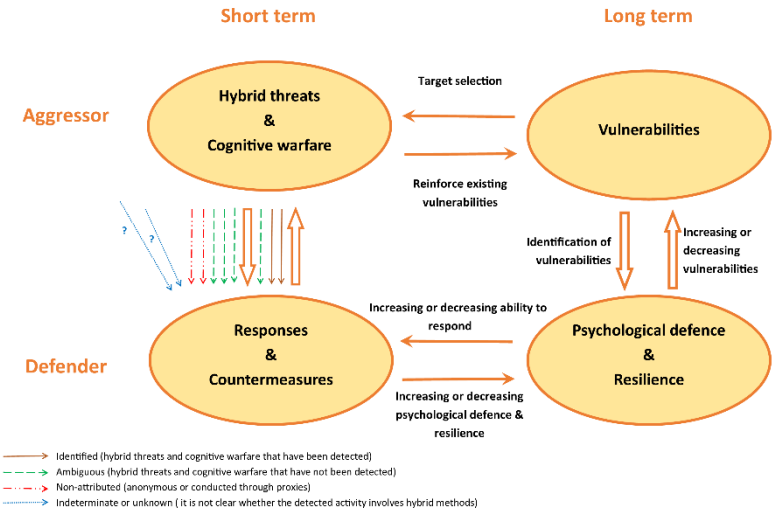 Short term
Long term
Aggressor
Hybrid threats
&
Cognitive warfare
Target selection
Reinforce existing
vulnerabilities
Vulnerabilities
?
?
Identification of
vulnerabilities
Increasing or
decreasing
vulnerabilities
Defender
Responses
&
Countermeasures
Increasing or decreasing ability to
respond
Increasing or decreasing
psychological defence &
resilience
Psychological defence
&
Resilience
Identified (hybrid threats and cognitive warfare that have been detected)
Ambiguous (hybrid threats and cognitive warfare that have not been detected)
Non-attributed (anonymous or conducted through proxies)
Indeterminate or unknown ( it is not clear whether the detected activity involves hybrid methods)